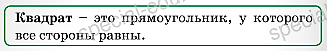 Квадрат – это прямоугольник, у которого
все стороны равны.